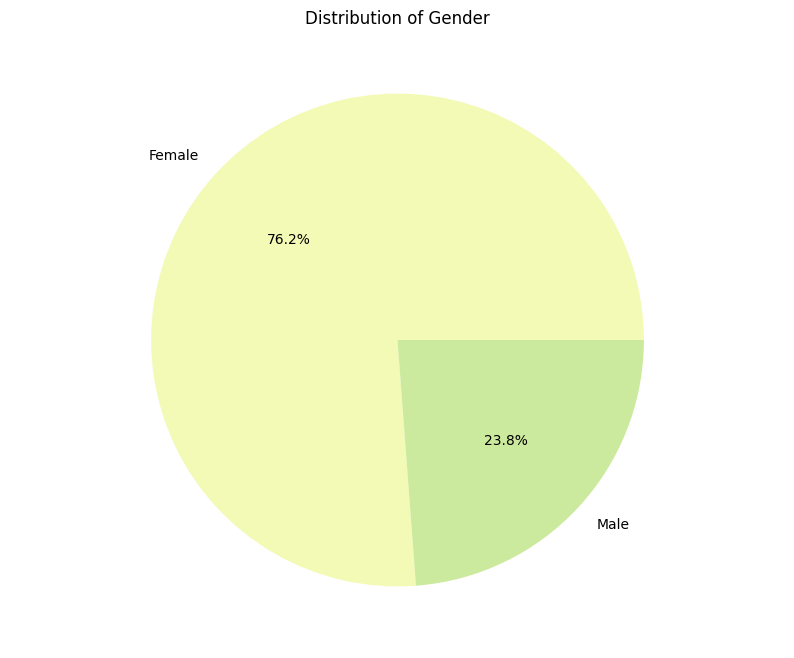 Distribution of Gender
Female
76.2%
23.8%
Male